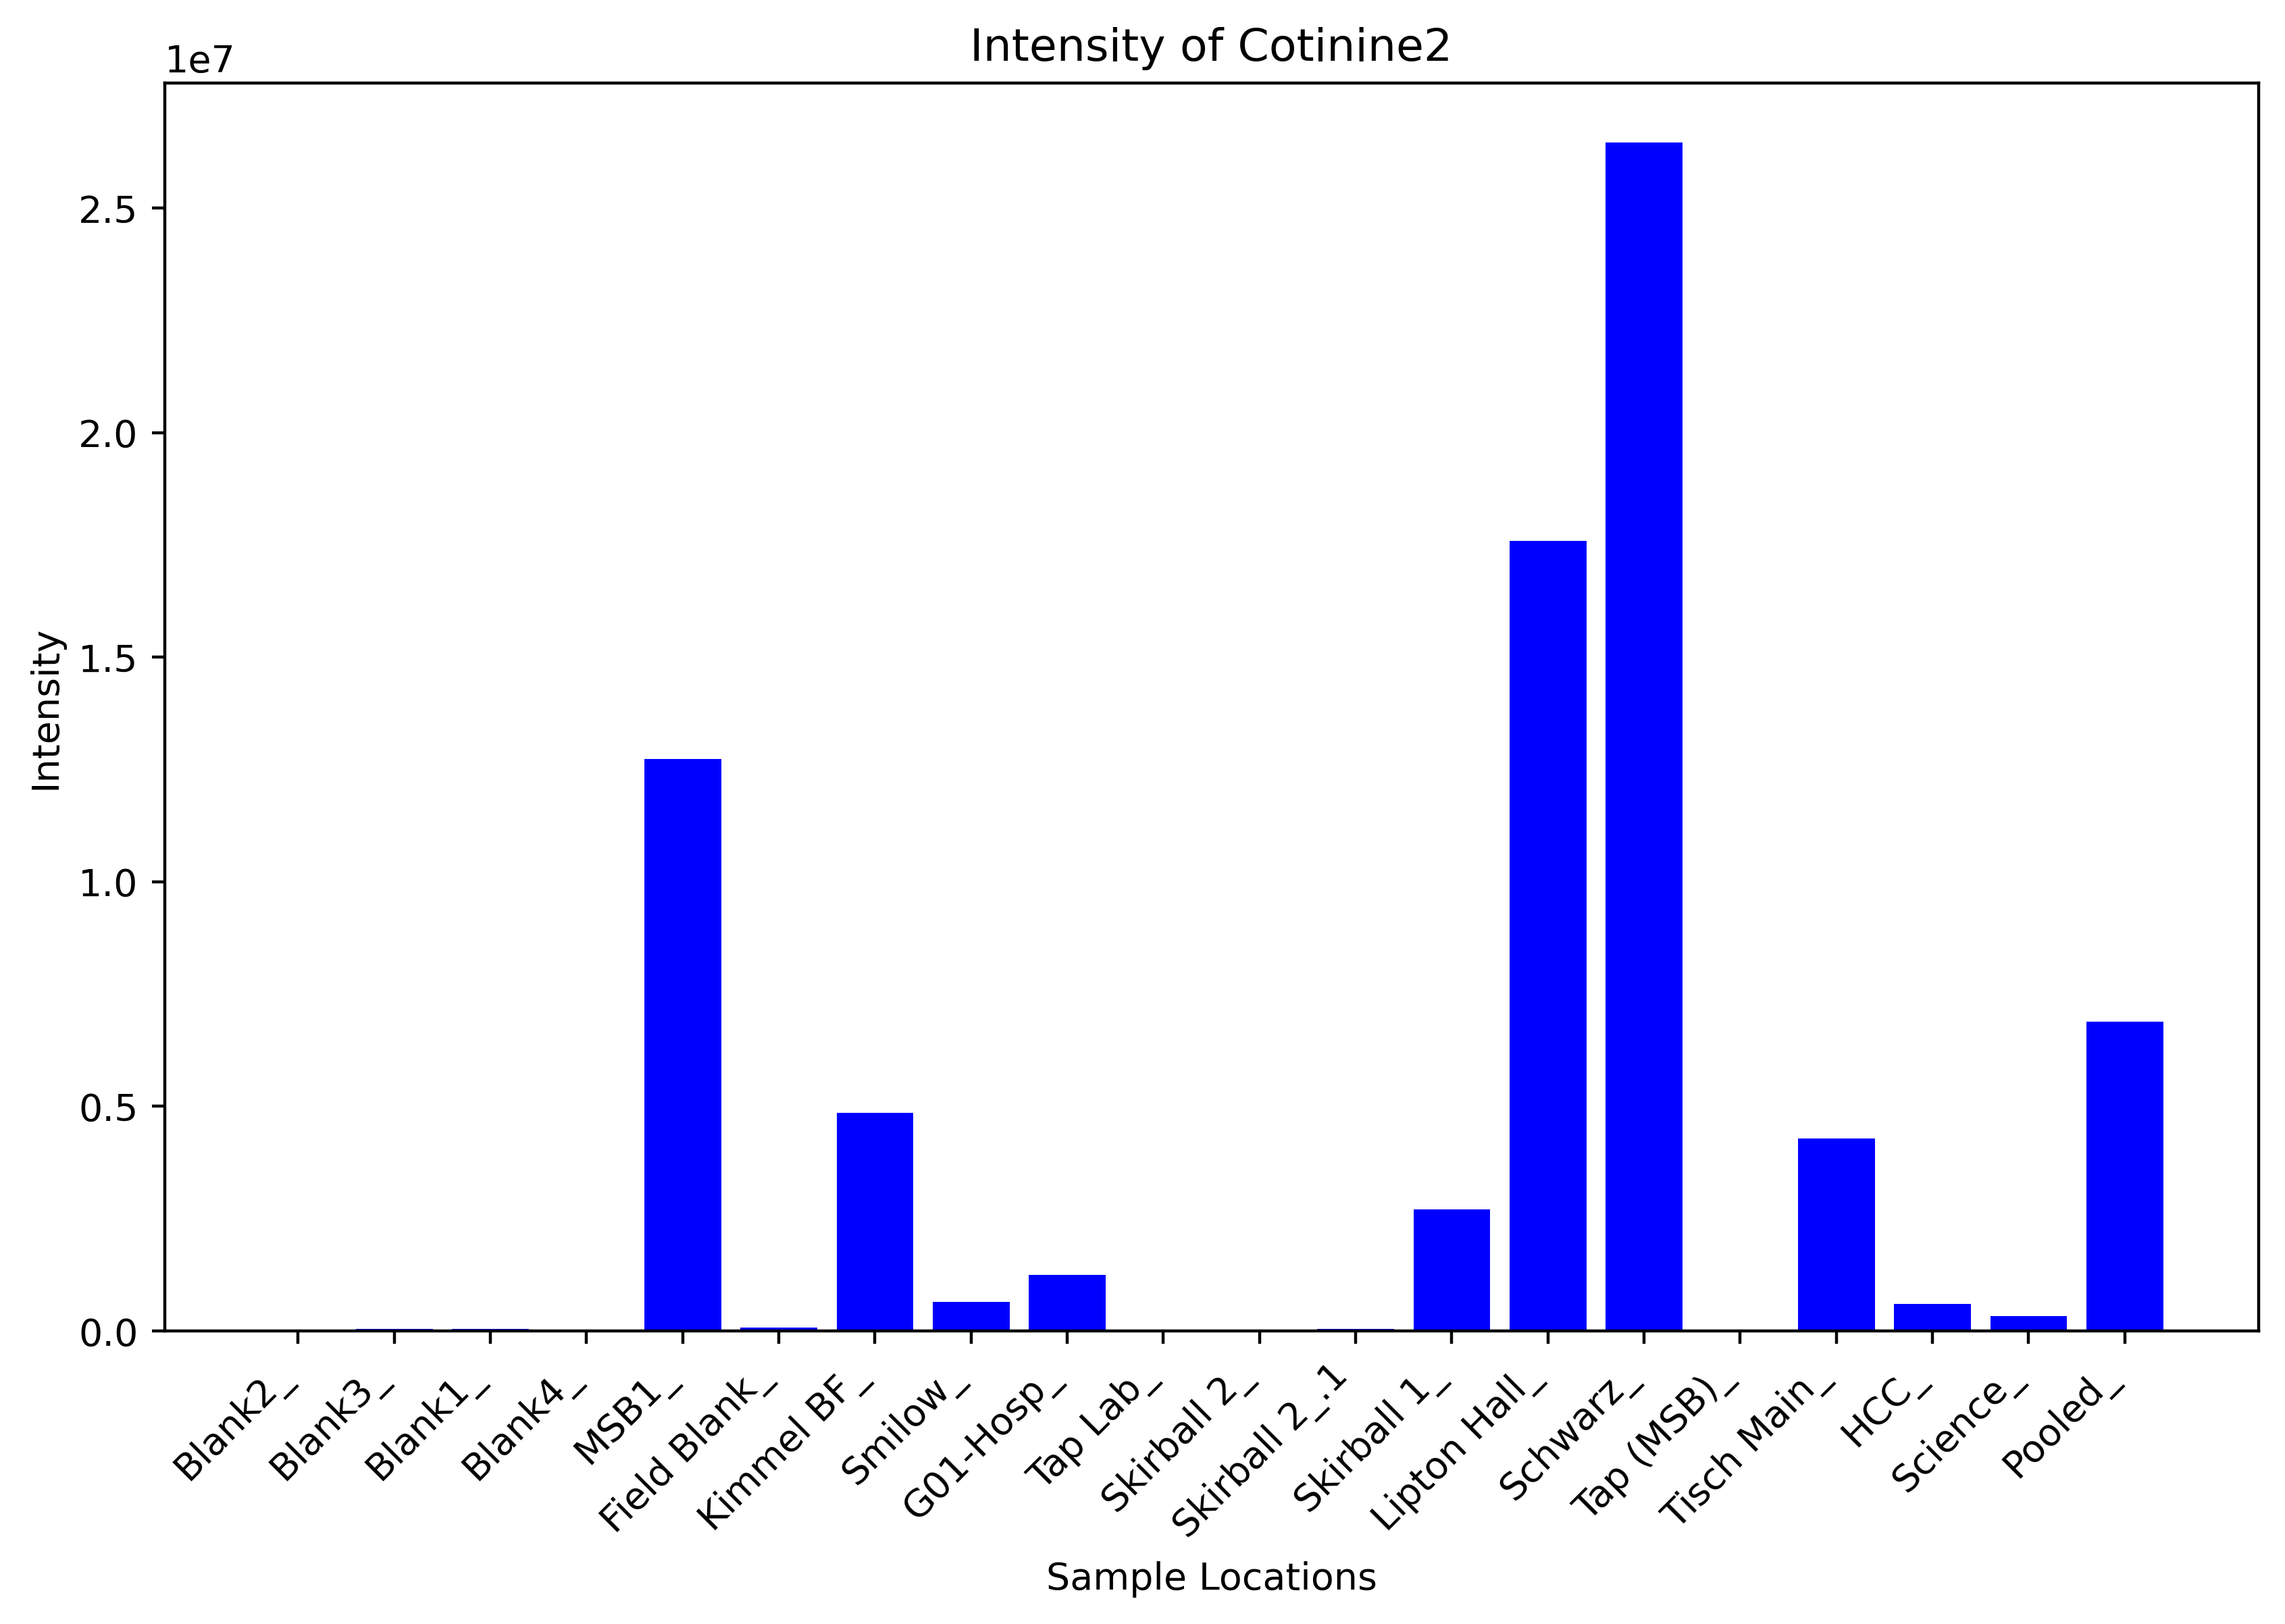 Intensity of Cotinine2
1e7
2.5
2.0
1.5
1.0
0.5
0.0
Intensity
Blank2_
Blank3_
Blank1_
Blank4_
MSB1_
Field Blank_
Kimmel BF_
Smilow_
G01-Hosp_
Tap Lab_
Skirball 2_
Skirball 2_.1
Skirball 1_
Lipton Hall_
Schwarz_
Tap (MSB)_
Tisch Main_
HCC_
Science_
Pooled_
Sample Locations